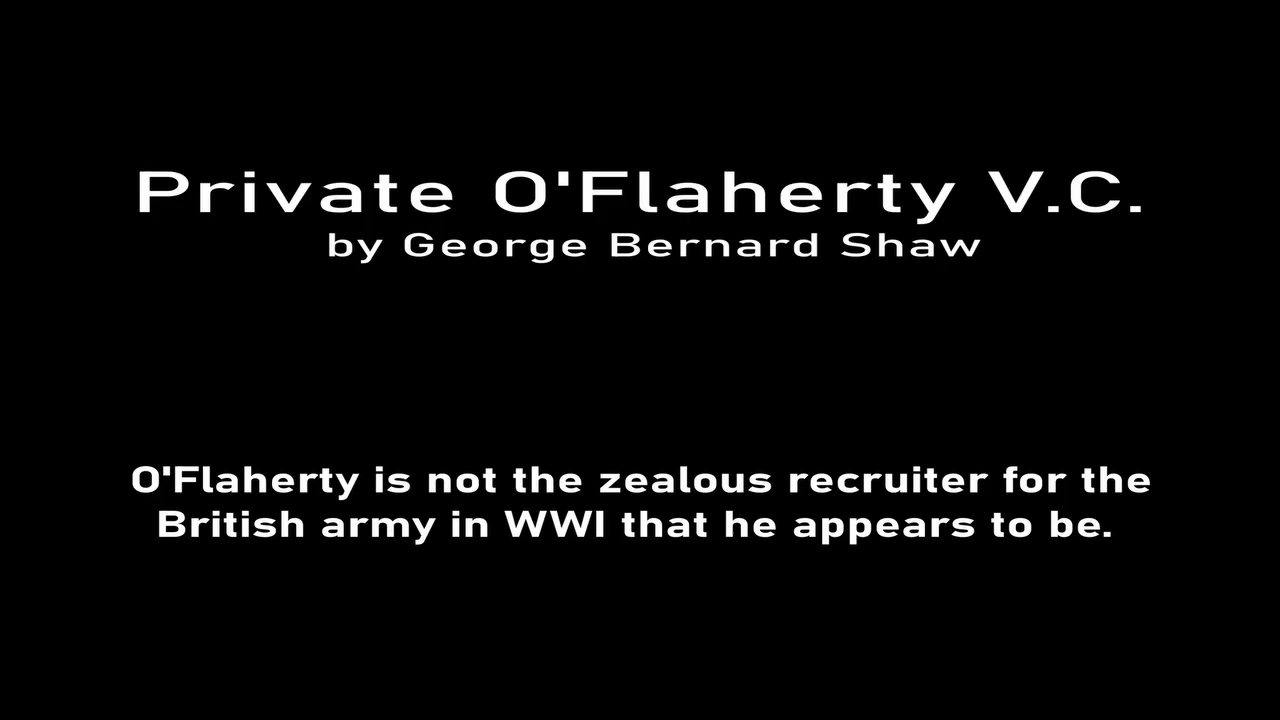 Private O'Flaherty V.C.
by George Bernard Shaw
O'Flaherty is not the zealous recruiter for the
British army in WWI that he appears to be.